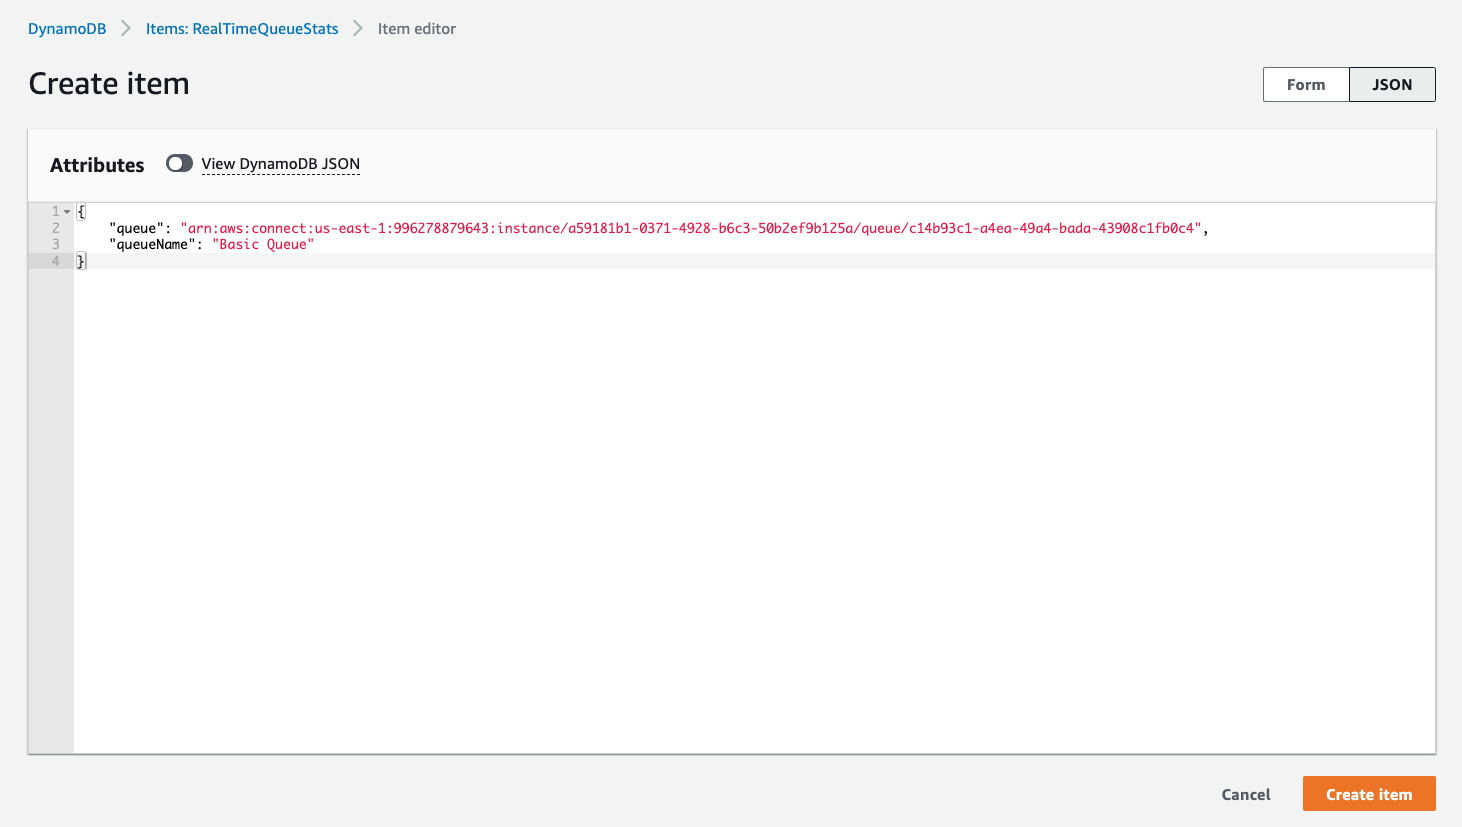 DynamoDB > Items: RealTimeQueueStats > Item editor
Create item
Form JSON
Attributes View DynamoDB JSON
1 {
2 "queue": "arn:aws:connect:us-east-1:996278879643:instance/a59181b1-0371-4928-b6c3-50b2ef9b125a/queue/c14b93c1-a4ea-49a4-bada-43908c1fb0c4",
3 "queueName": "Basic Queue"
4 }
Cancel Create item